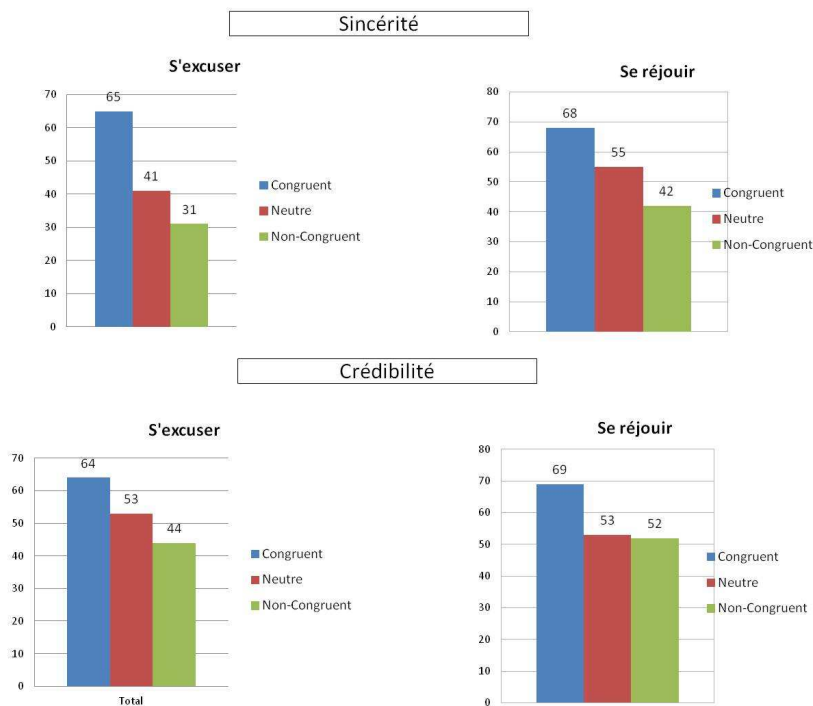 Sincérité
S'excuser
70
60
50
40
30
20
10
0
65
41
31
Congruent
Neutre
Non-Congruent
Se réjouir
80
70
60
50
40
30
20
10
0
68
55
42
Congruent
Neutre
Non-Congruent
Crédibilité
S'excuser
70
60
50
40
30
20
10
0
64
53
44
Total
Congruent
Neutre
Non-Congruent
Se réjouir
80
70
60
50
40
30
20
10
0
69
53
52
Congruent
Neutre
Non-Congruent